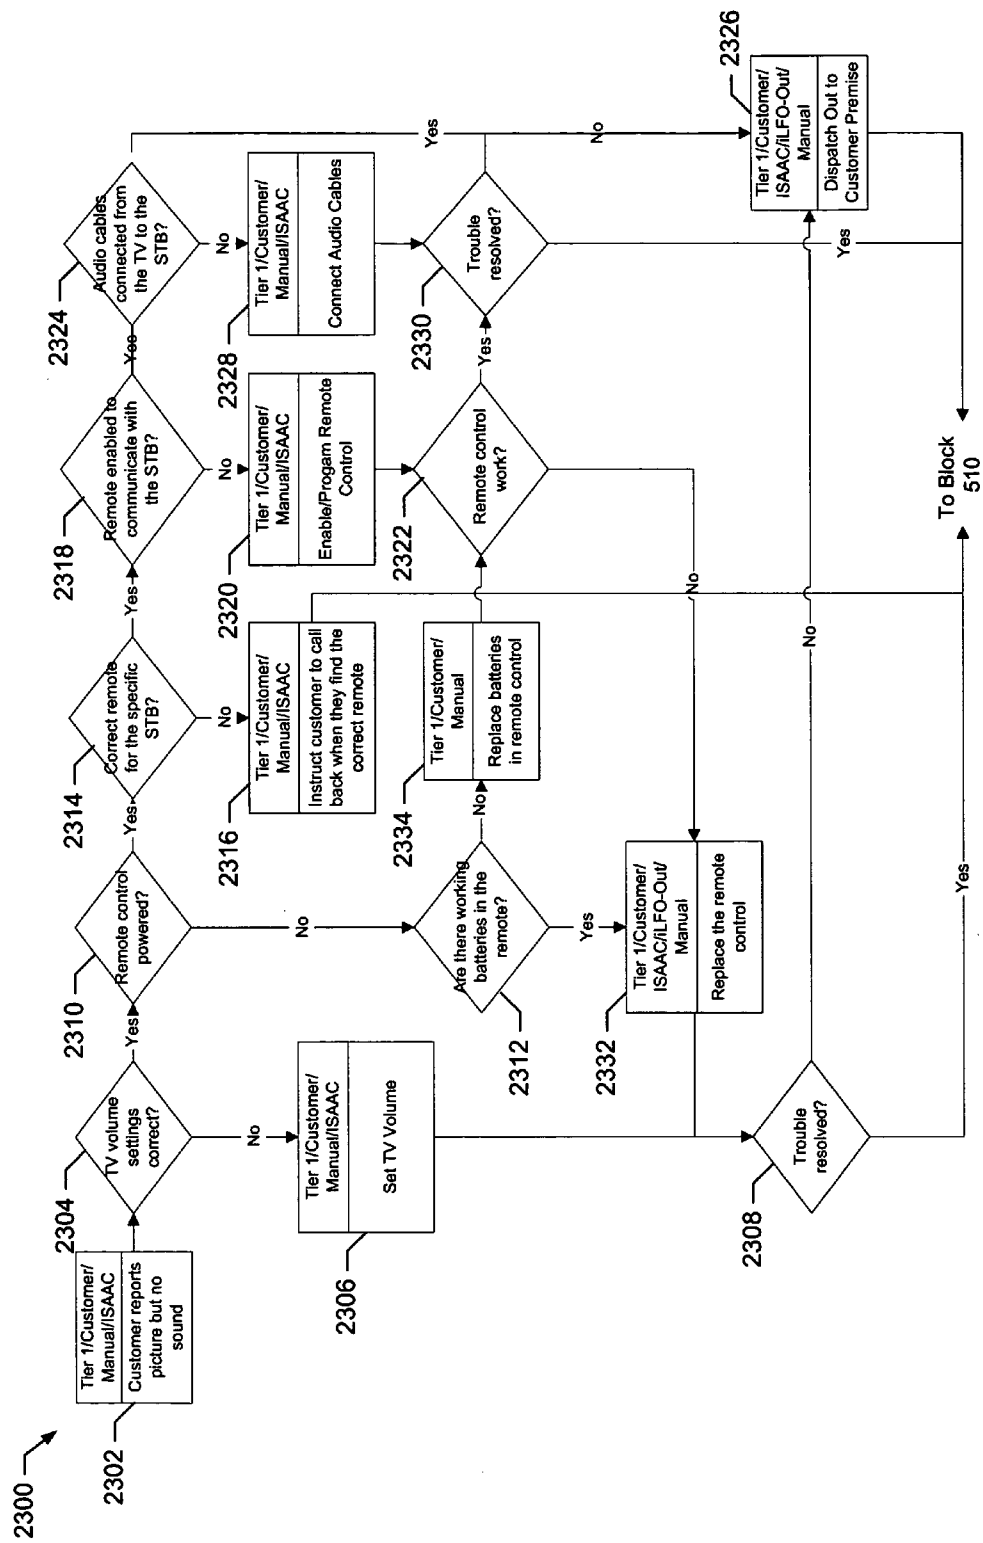 2300
2302
Tier 1/Customer/
Manual/ISAAC
Customer reports
picture but no
sound
2304
TV volume
settings
correct?
Yes
No
2306
Tier 1/Customer/
Manual/ISAAC
Set TV Volume
2310
Remote control
powered?
Yes
No
2312
Are there working
batteries in the
remote?
No
Yes
2332
Tier 1/Customer/
ISAAC/iLFO-Out/
Manual
Replace the remote
control
2308
Trouble
resolved?
No
Yes
2314
Correct remote
for the specific
STB?
Yes
No
2316
Tier 1/Customer/
Manual/ISAAC
Instruct customer to call
back when they find the
correct remote
2334
Tier 1/Customer/
Manual
Replace batteries
in remote control
2318
Remote enabled to
communicate with
the STB?
Yes
No
2320
Tier 1/Customer/
Manual/ISAAC
Enable/Progam Remote
Control
2322
Remote control
work?
Yes
No
2324
Audio cables
connected from
the TV to the
STB?
Yes
No
2328
Tier 1/Customer/
Manual/ISAAC
Connect Audio Cables
2330
Trouble
resolved?
No
Yes
2326
Tier 1/Customer/
ISAAC/iLFO-Out/
Manual
Dispatch Out to
Customer Premise
To Block
510